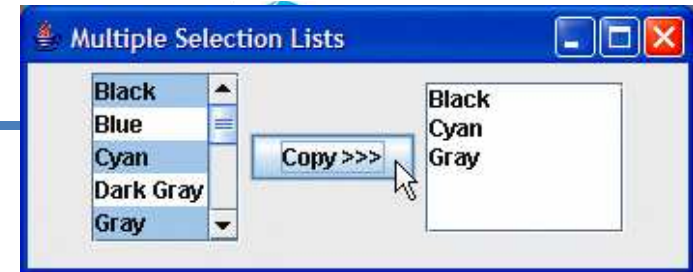 Multiple Selection Lists
Black
Blue
Cyan
Dark Gray
Gray
Copy >>>
Black
Cyan
Gray